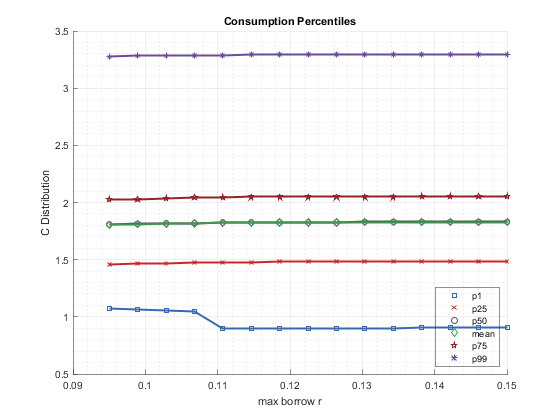 Consumption Percentiles
3.5
3
2.5
2
1.5
1
0.5
C Distribution
0.09
0.1
0.11
0.12
0.13
0.14
0.15
max borrow r
p1
p25
p50
mean
p75
p99